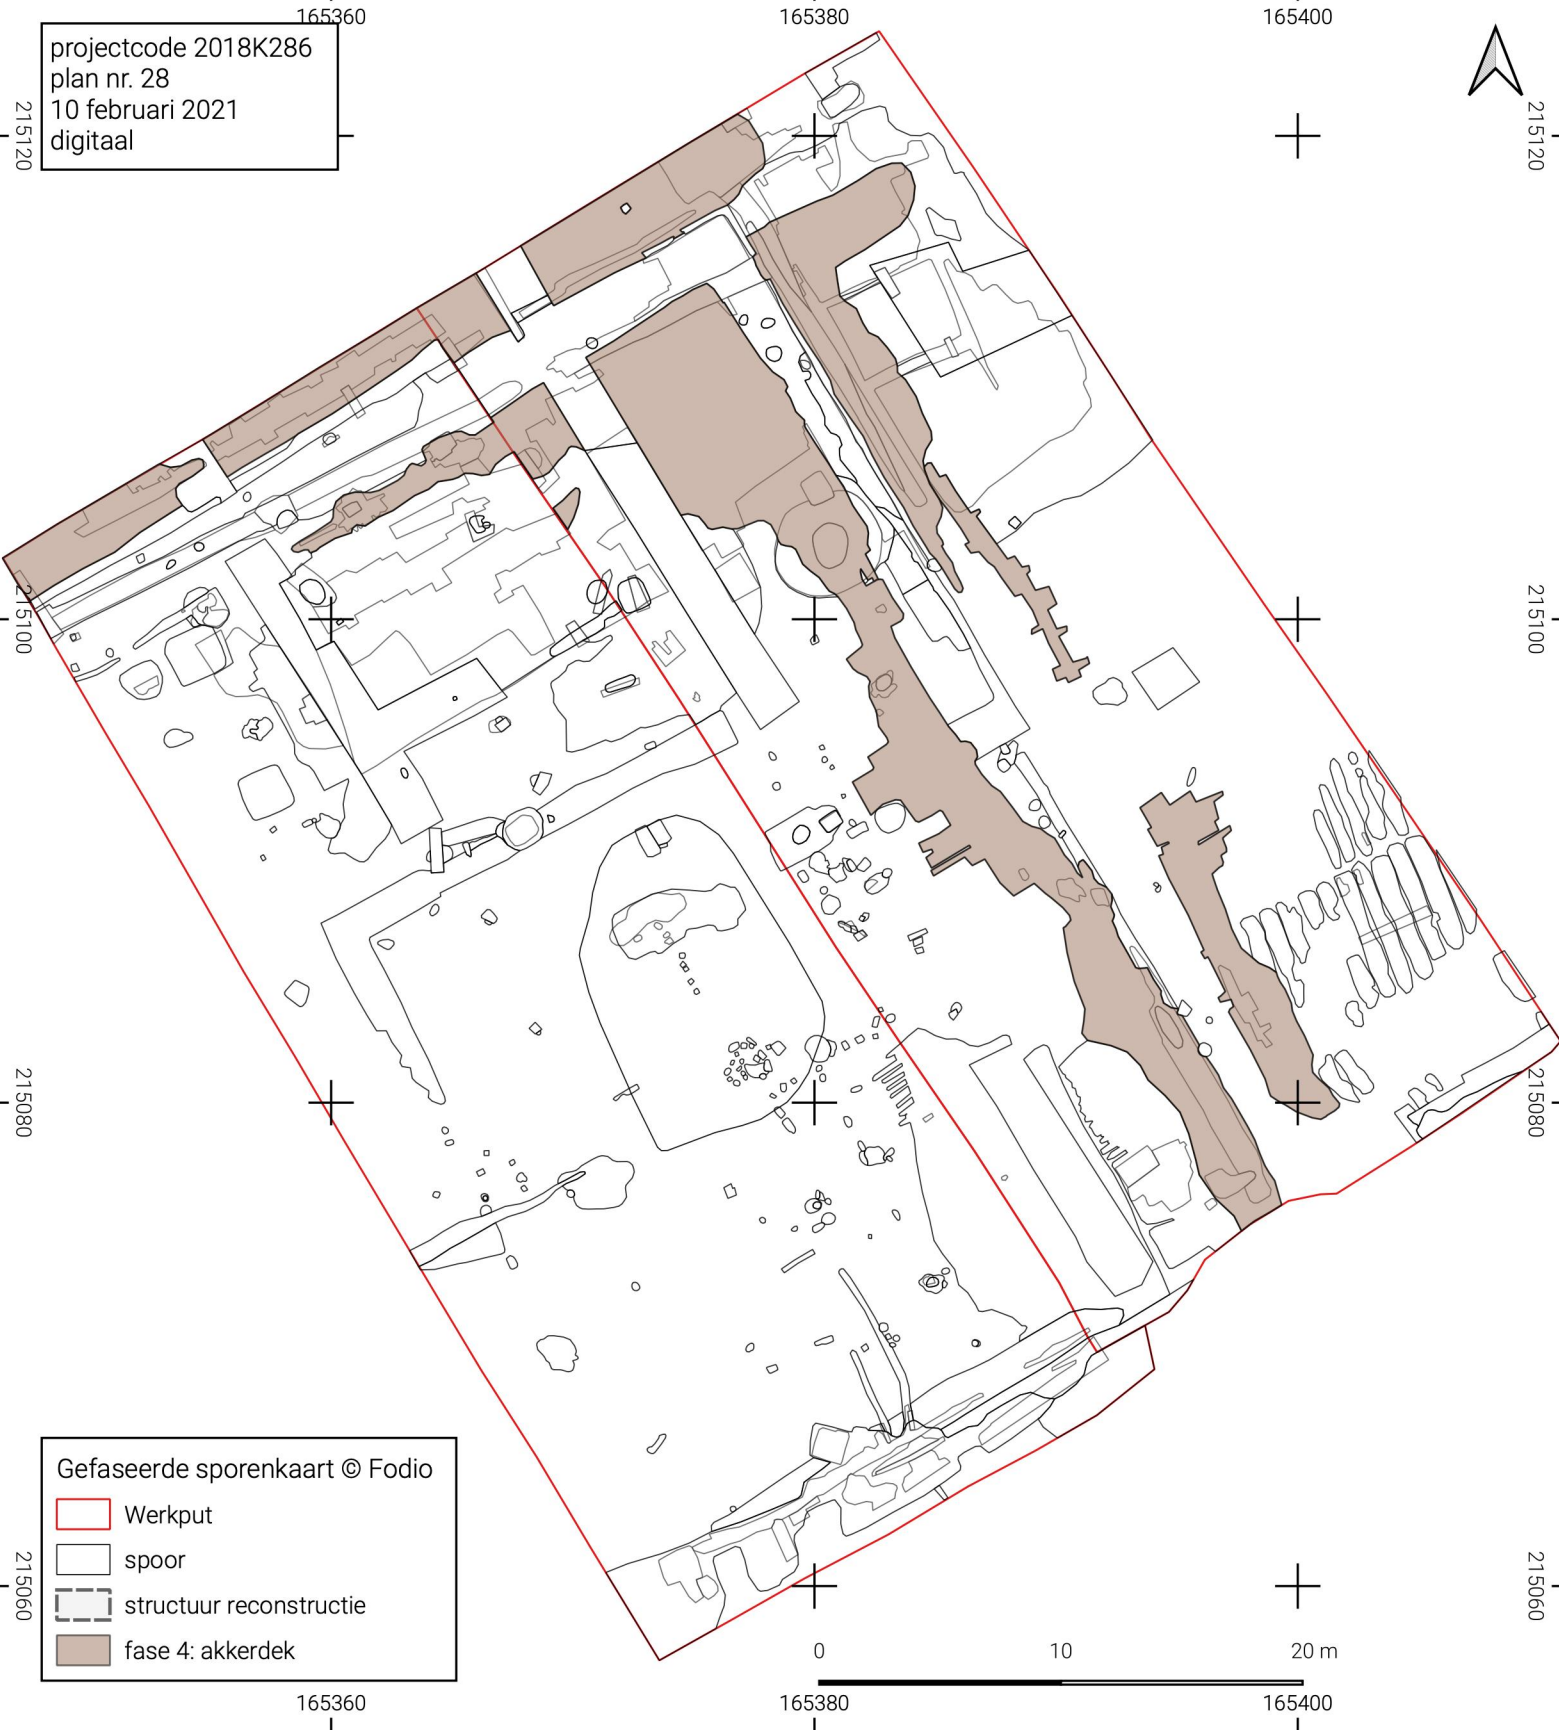 165360
165380
165400
projectcode 2018K286
plan nr. 28
10 februari 2021
digitaal
215120
215120
215100
215100
215080
215080
215060
215060
Gefaseerde sporenkaart © Fodio
Werkput
spoor
structuur reconstructie
fase 4: akkerdek
0
10
20 m
165360
165380
165400